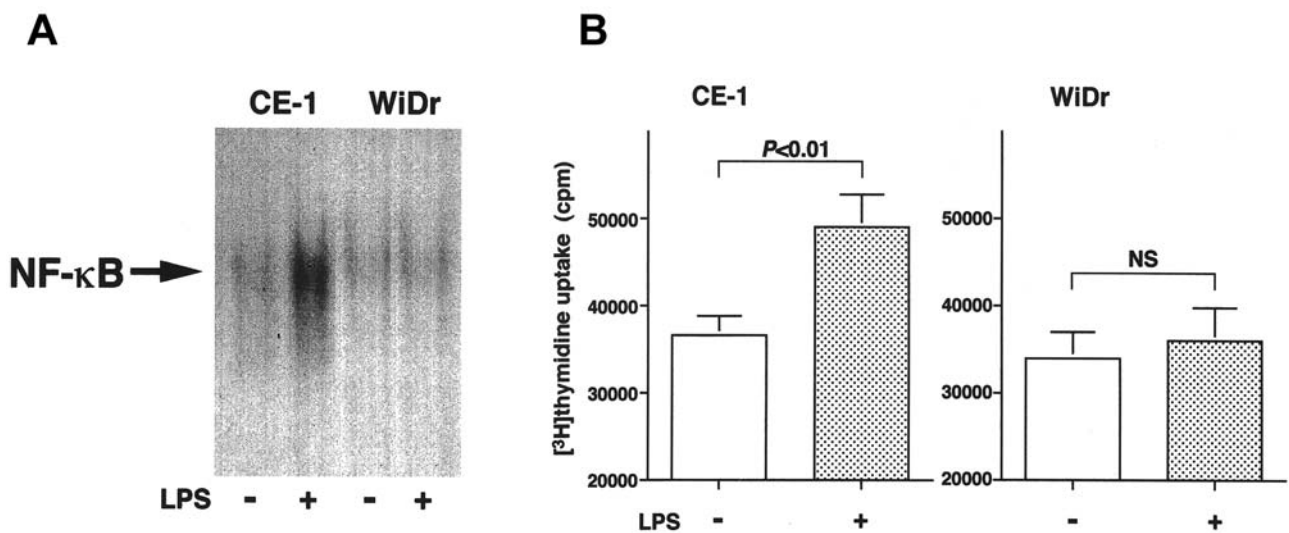 A
CE-1 WiDr
NF-κB
LPS - + - +
B
CE-1
[³H]thymidine uptake (cpm)
50000
40000
30000
20000
P<0.01
LPS - +
WiDr
50000
40000
30000
20000
NS
- +